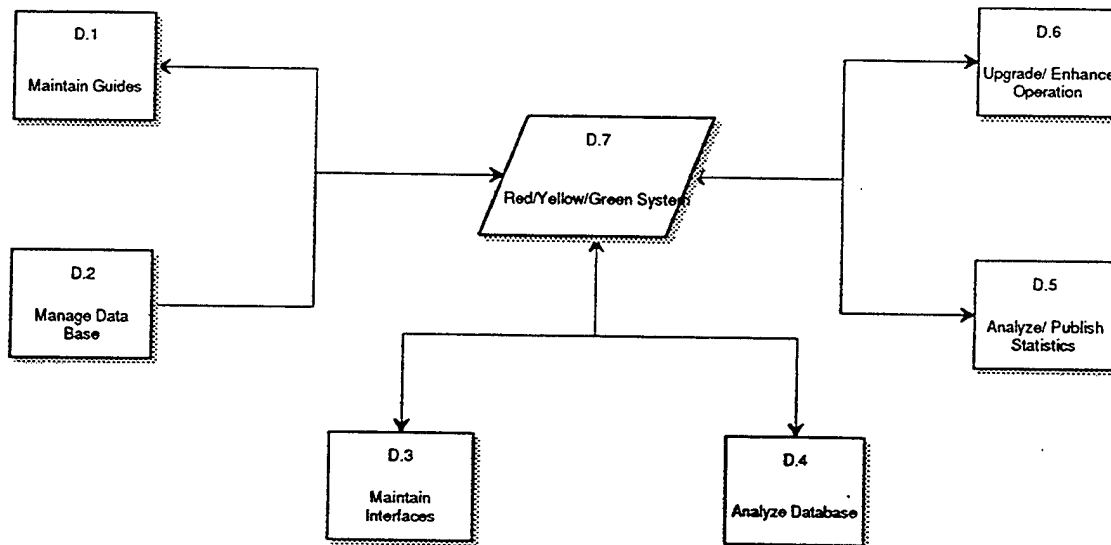 D.1
Maintain Guides
D.6
Upgrade/ Enhance
Operation
D.7
Red/Yellow/Green System
D.2
Manage Data
Base
D.5
Analyze/ Publish
Statistics
D.3
Maintain
Interfaces
D.4
Analyze Database